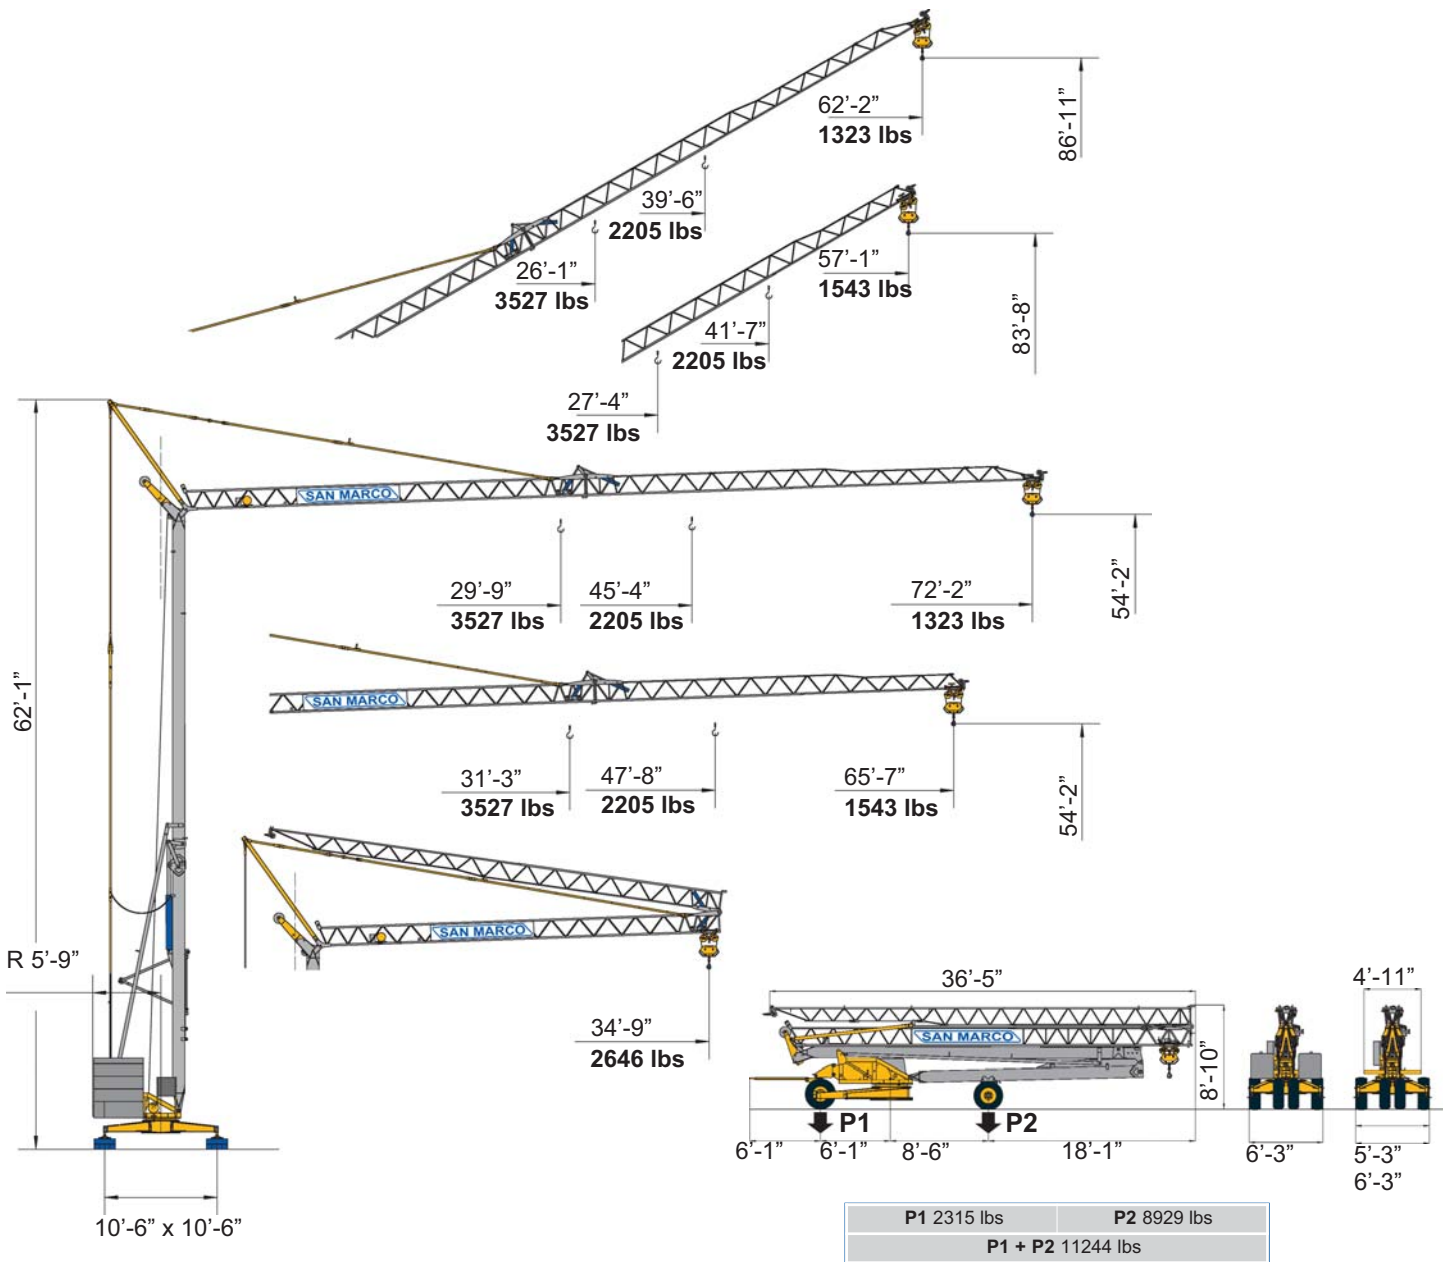 62’-2”
1323 lbs
86’-11”
39’-6”
2205 lbs
26’-1”
3527 lbs
57’-1”
1543 lbs
83’-8”
41’-7”
2205 lbs
27’-4”
3527 lbs
SAN MARCO
29’-9”
3527 lbs
45’-4”
2205 lbs
72’-2”
1323 lbs
54’-2”
62’-1”
SAN MARCO
31’-3”
3527 lbs
47’-8”
2205 lbs
65’-7”
1543 lbs
54’-2”
SAN MARCO
R 5’-9”
34’-9”
2646 lbs
10’-6” x 10’-6”
36’-5”
4’-11”
SAN MARCO
8’-10”
P1
P2
6’-1”
6’-1”
8’-6”
18’-1”
6’-3”
5’-3”
6’-3”
P1 2315 lbs
P2 8929 lbs
P1 + P2 11244 lbs